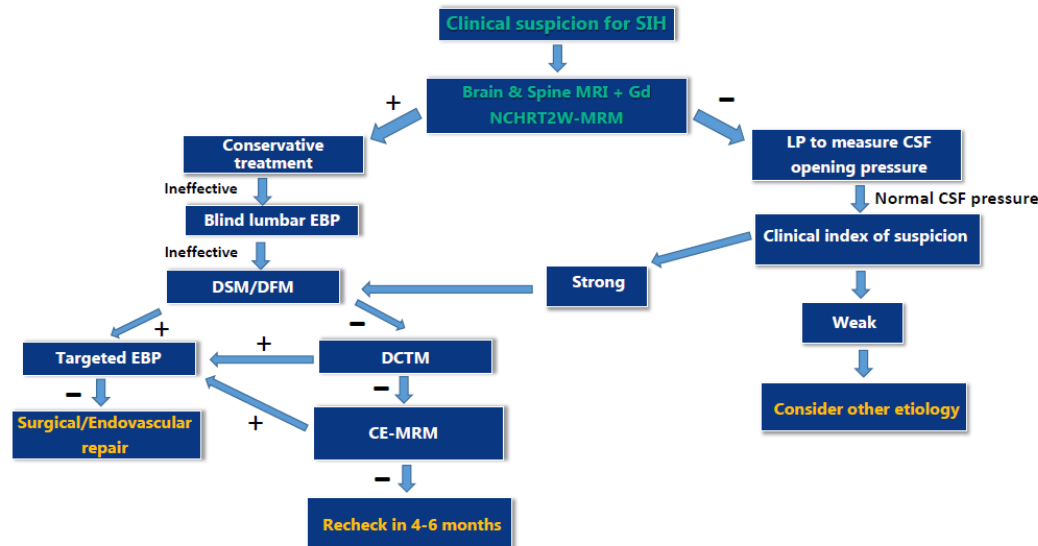 Clinical suspicion for SIH
Brain & Spine MRI + Gd
NCHRT2W-MRM
+
−
Conservative
treatment
LP to measure CSF
opening pressure
Ineffective
Normal CSF pressure
Blind lumbar EBP
Clinical index of suspicion
Ineffective
DSM/DFM
Strong
+
−
Weak
Targeted EBP
+
DCTM
−
−
Surgical/Endovascular
repair
+
CE-MRM
Consider other etiology
−
Recheck in 4-6 months